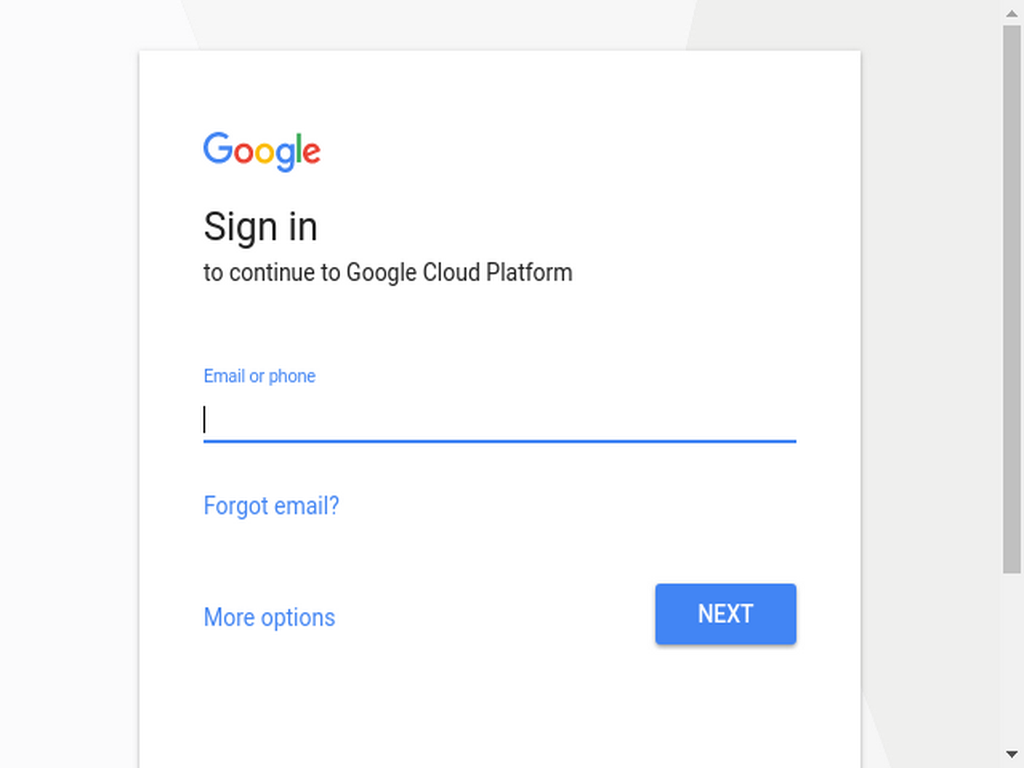 Google
Sign in
to continue to Google Cloud Platform
Email or phone
Forgot email?
More options
NEXT